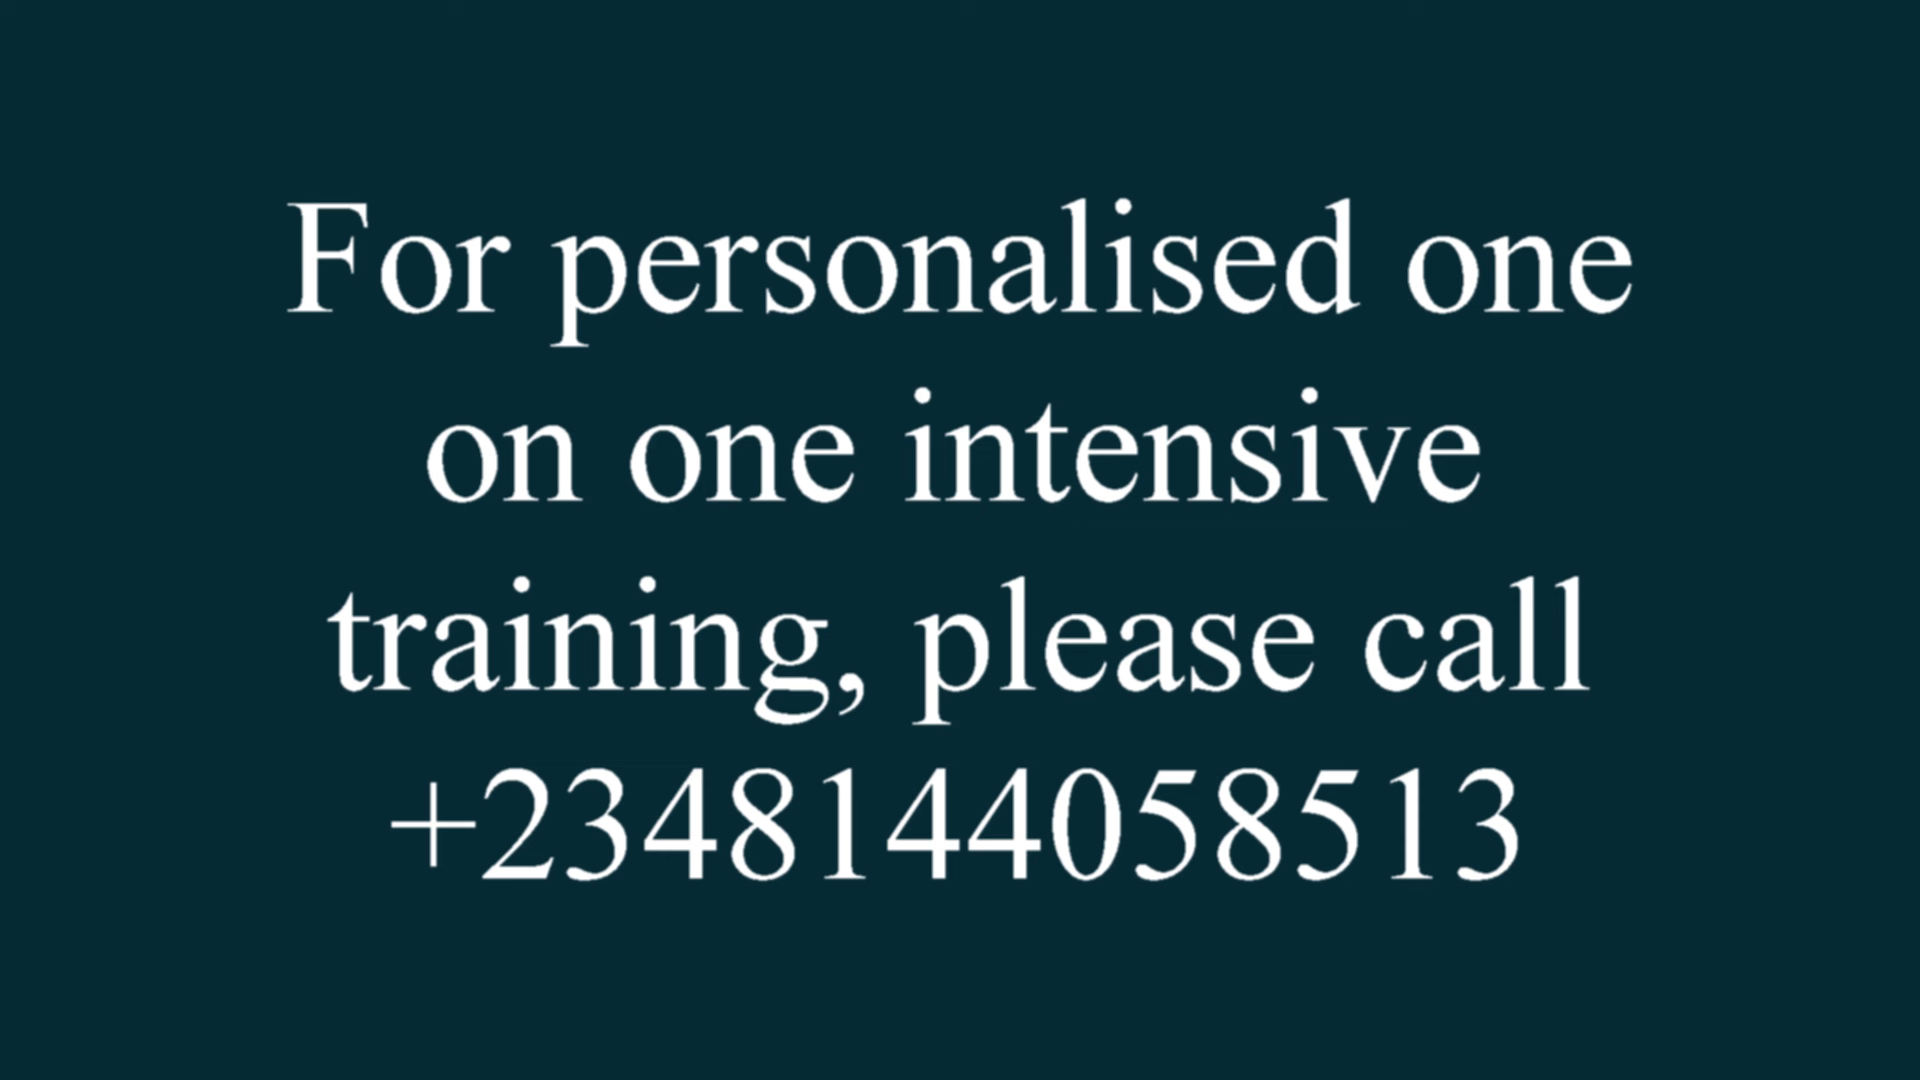 For personalised one
on one intensive
training, please call
+2348144058513